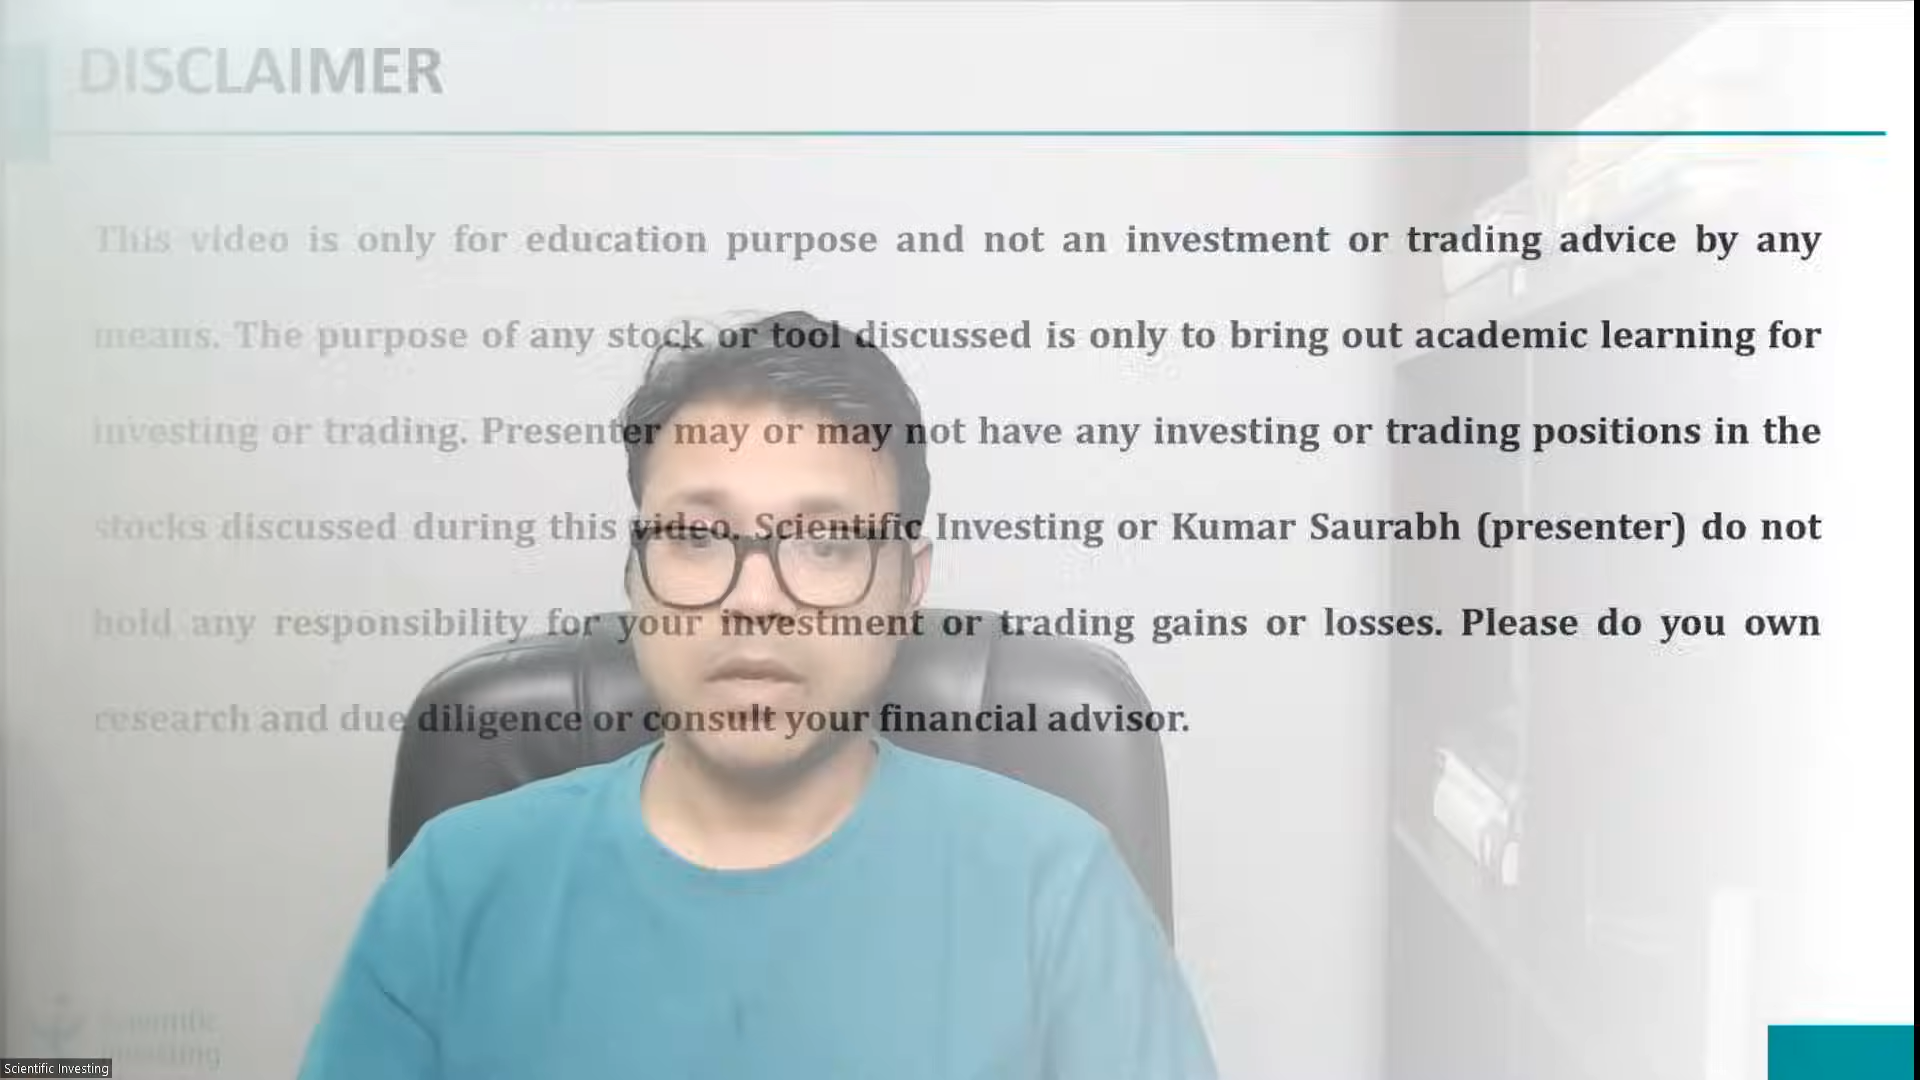 DISCLAIMER
This video is only for education purpose and not an investment or trading advice by any
means. The purpose of any stock or tool discussed is only to bring out academic learning for
investing or trading. Presenter may or may not have any investing or trading positions in the
stocks discussed during this video. Scientific Investing or Kumar Saurabh (presenter) do not
hold any responsibility for your investment or trading gains or losses. Please do you own
research and due diligence or consult your financial advisor.
Scientific
Investing
Scientific Investing